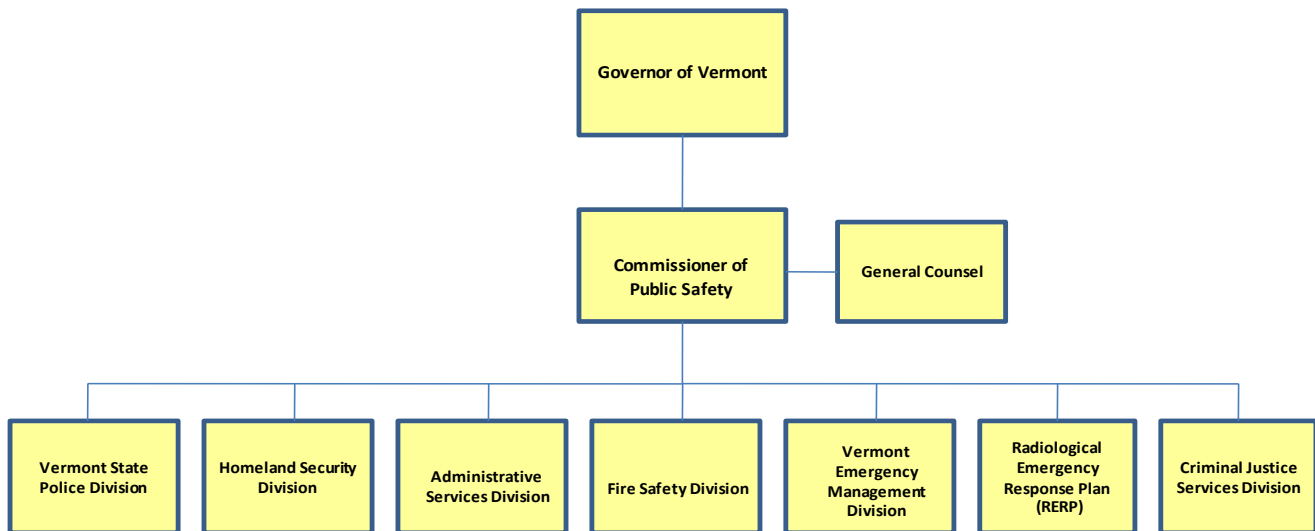 Governor of Vermont
Commissioner of
Public Safety
General Counsel
Vermont State
Police Division
Homeland Security
Division
Administrative
Services Division
Fire Safety Division
Vermont
Emergency
Management
Division
Radiological
Emergency
Response Plan
(RERP)
Criminal Justice
Services Division